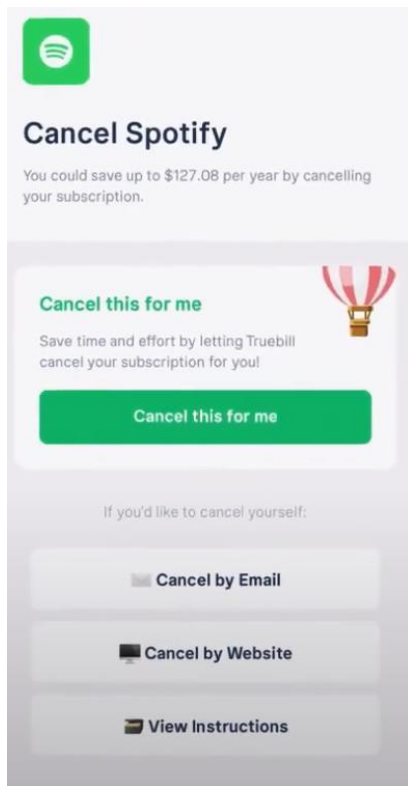 Cancel Spotify
You could save up to $127.08 per year by cancelling
your subscription.
Cancel this for me
Save time and effort by letting Truebill
cancel your subscription for you!
Cancel this for me
If you'd like to cancel yourself:
Cancel by Email
Cancel by Website
View Instructions